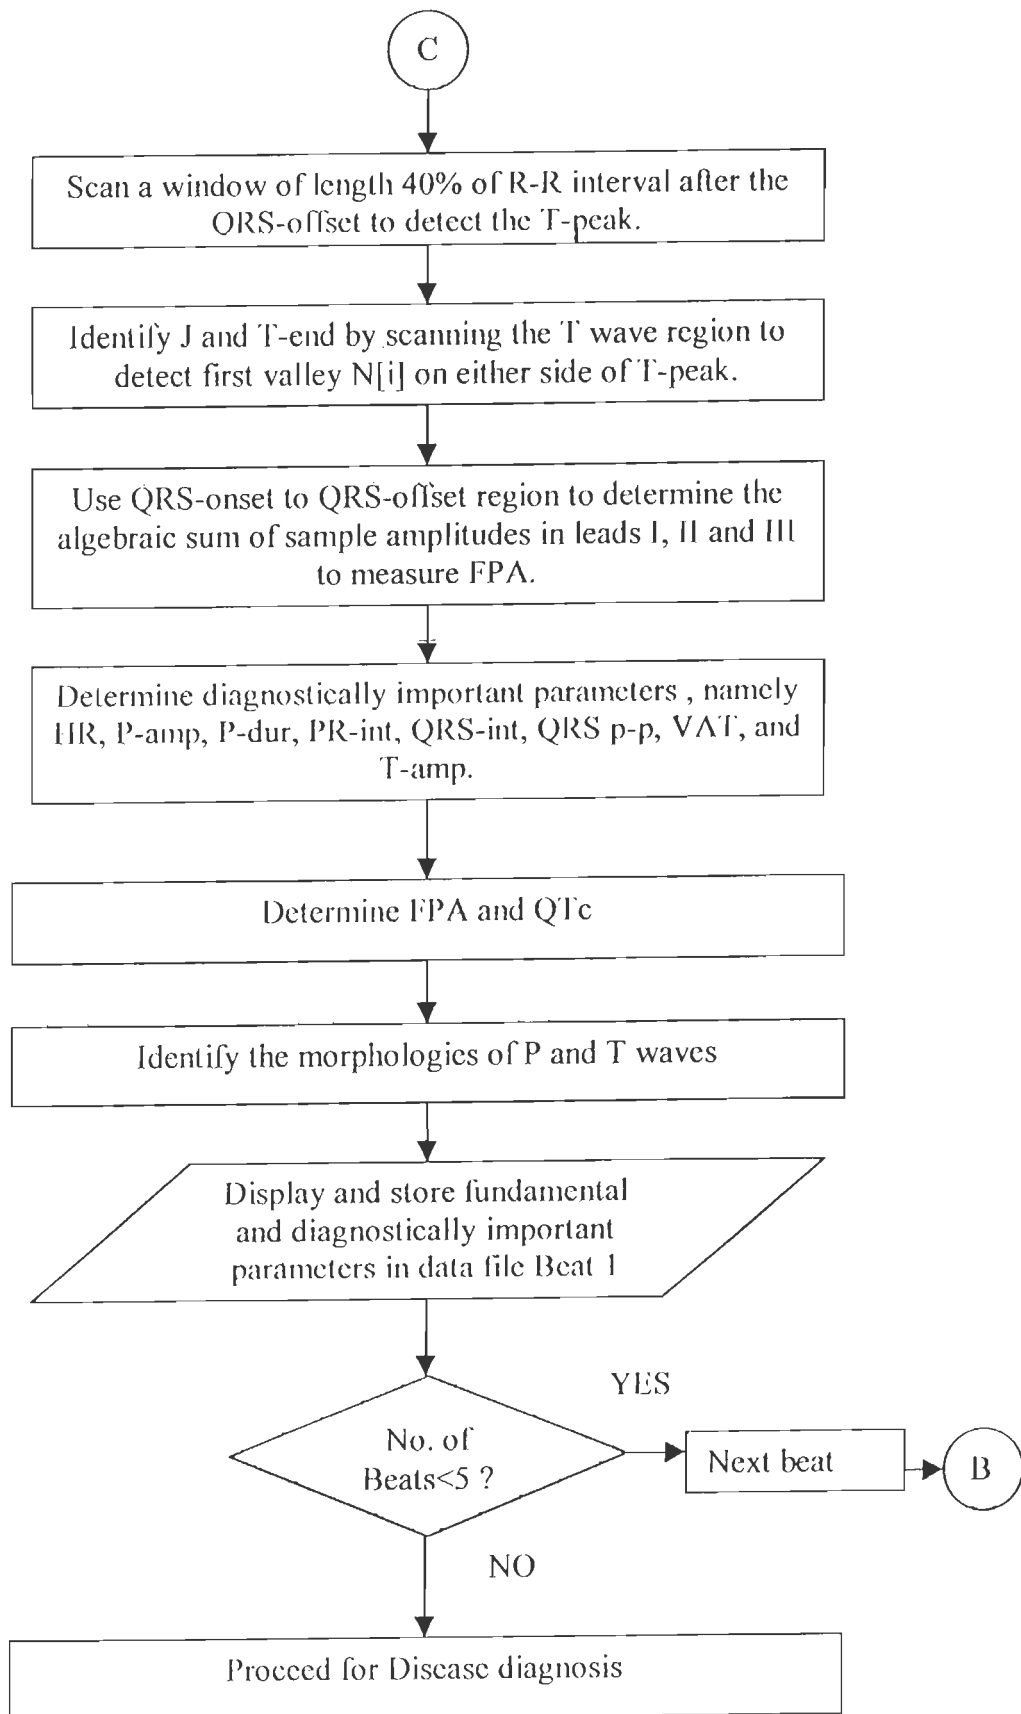 C
Scan a window of length 40% of R-R interval after the
QRS-offset to detect the T-peak.
Identify J and T-end by scanning the T wave region to
detect first valley N[i] on either side of T-peak.
Use QRS-onset to QRS-offset region to determine the
algebraic sum of sample amplitudes in leads I, II and III
to measure FPA.
Determine diagnostically important parameters , namely
HR, P-amp, P-dur, PR-int, QRS-int, QRS p-p, VAT, and
T-amp.
Determine FPA and QTc
Identify the morphologies of P and T waves
Display and store fundamental
and diagnostically important
parameters in data file Beat 1
YES
No. of
Beats<5 ?
Next beat
B
NO
Proceed for Disease diagnosis